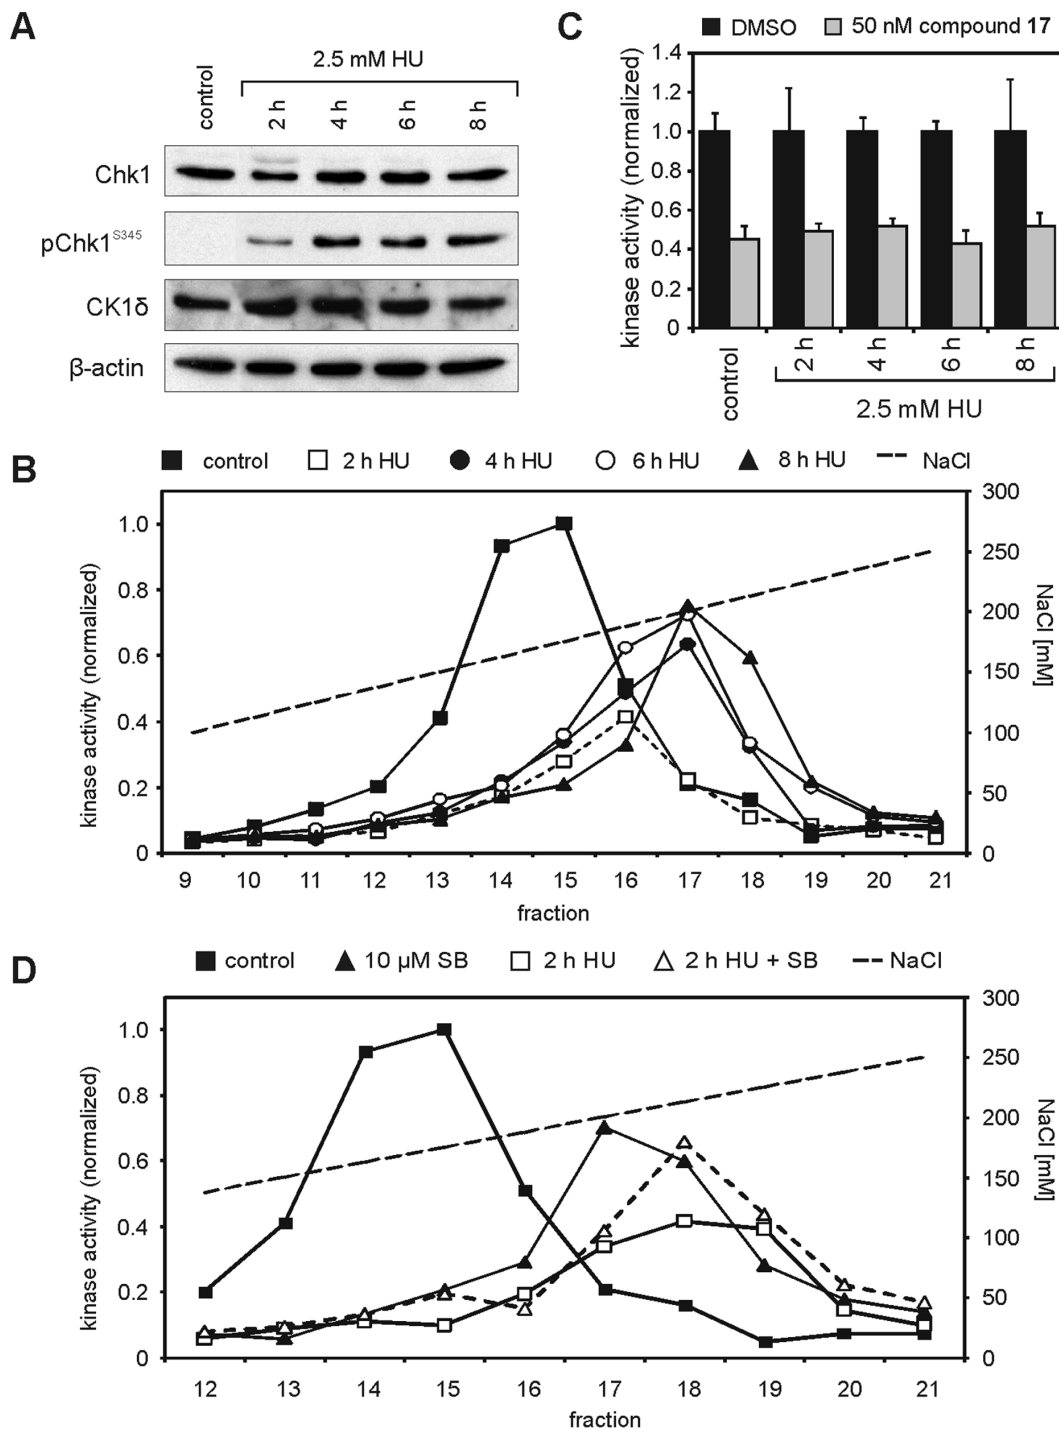 A
2.5 mM HU
control
2 h
4 h
6 h
8 h
Chk1
pChk1S345
CK1δ
β-actin
C
DMSO
50 nM compound 17
kinase activity (normalized)
1.4
1.2
1.0
0.8
0.6
0.4
0.2
0
control
2 h
4 h
6 h
8 h
2.5 mM HU
B
control
2 h HU
4 h HU
6 h HU
8 h HU
NaCl
kinase activity (normalized)
1.0
0.8
0.6
0.4
0.2
0
300
250
200
150
100
50
0
NaCl [mM]
9 10 11 12 13 14 15 16 17 18 19 20 21
fraction
D
control
10 µM SB
2 h HU
2 h HU + SB
NaCl
kinase activity (normalized)
1.0
0.8
0.6
0.4
0.2
0
300
250
200
150
100
50
0
NaCl [mM]
12 13 14 15 16 17 18 19 20 21
fraction